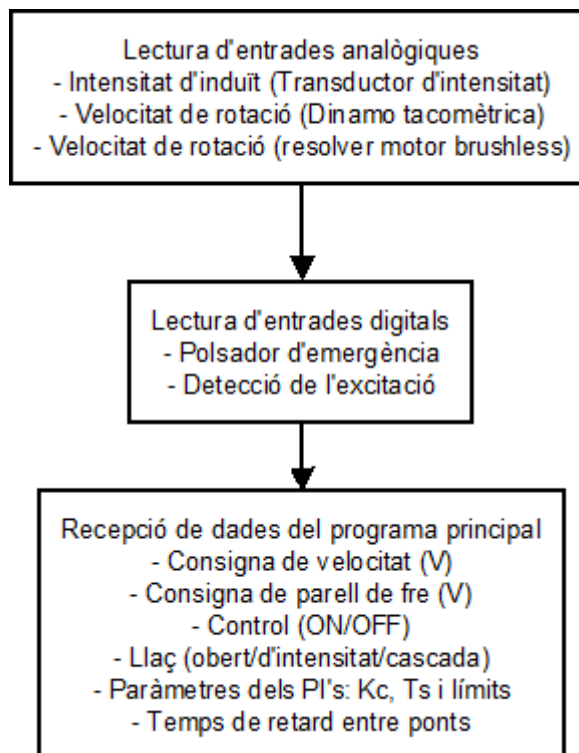 Lectura d'entrades analògiques
- Intensitat d'induït (Transductor d'intensitat)
- Velocitat de rotació (Dinamo tacomètrica)
- Velocitat de rotació (resolver motor brushless)
Lectura d'entrades digitals
- Polsador d'emergència
- Detecció de l'excitació
Recepció de dades del programa principal
- Consigna de velocitat (V)
- Consigna de parell de fre (V)
- Control (ON/OFF)
- Llaç (obert/d'intensitat/cascada)
- Paràmetres dels PI's: Kc, Ts i límits
- Temps de retard entre ponts